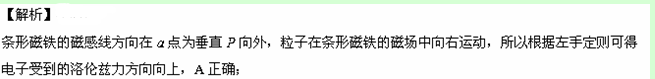 【解析】
条形磁铁的磁感线方向在a点为垂直P向外，粒子在条形磁铁的磁场中向右运动，所以根据左手定则可得
电子受到的洛伦兹力方向向上，A正确；